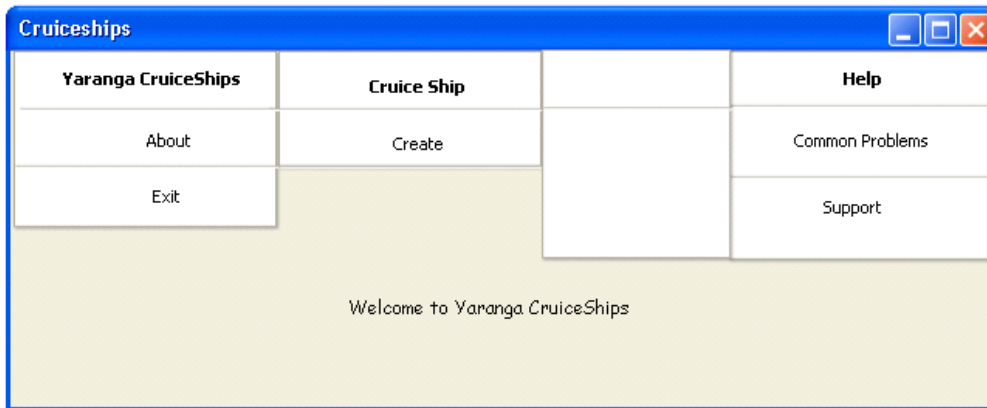 Cruiceships
Yaranga CruiceShips
Cruice Ship
Help
About
Create
Common Problems
Exit
Support
Welcome to Yaranga CruiceShips